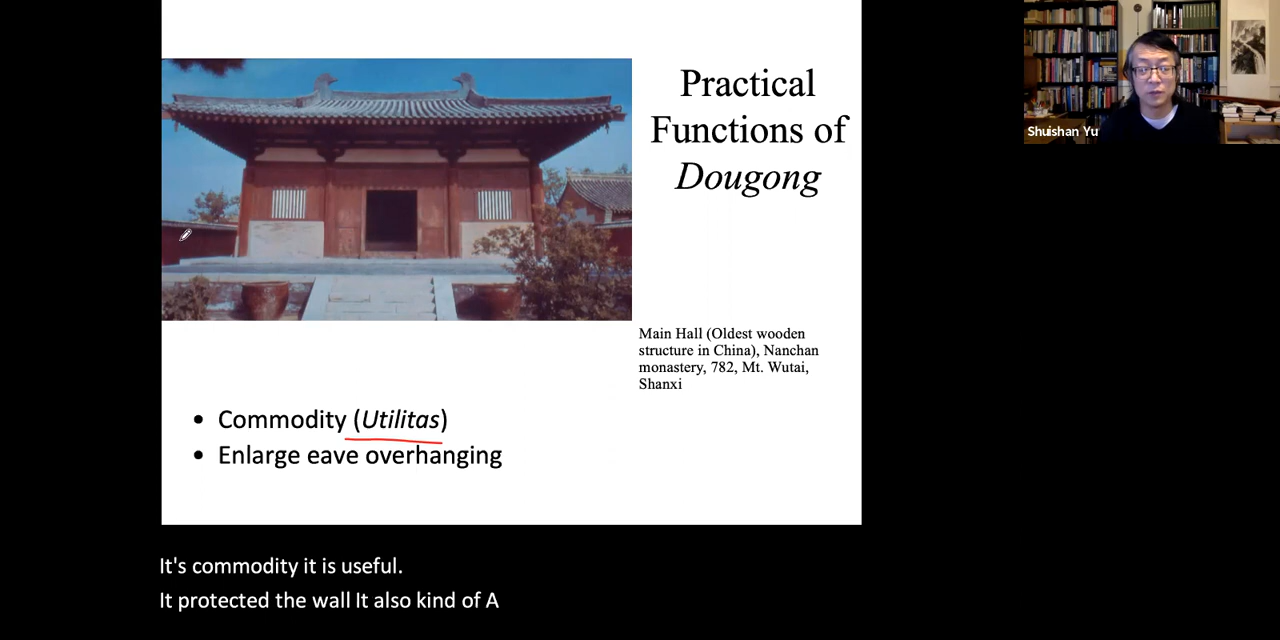 Practical
Functions of
Dougong
Shuishan Yu
Main Hall (Oldest wooden
structure in China), Nanchan
monastery, 782, Mt. Wutai,
Shanxi
• Commodity (Utilitas)
• Enlarge eave overhanging
It's commodity it is useful.
It protected the wall It also kind of A